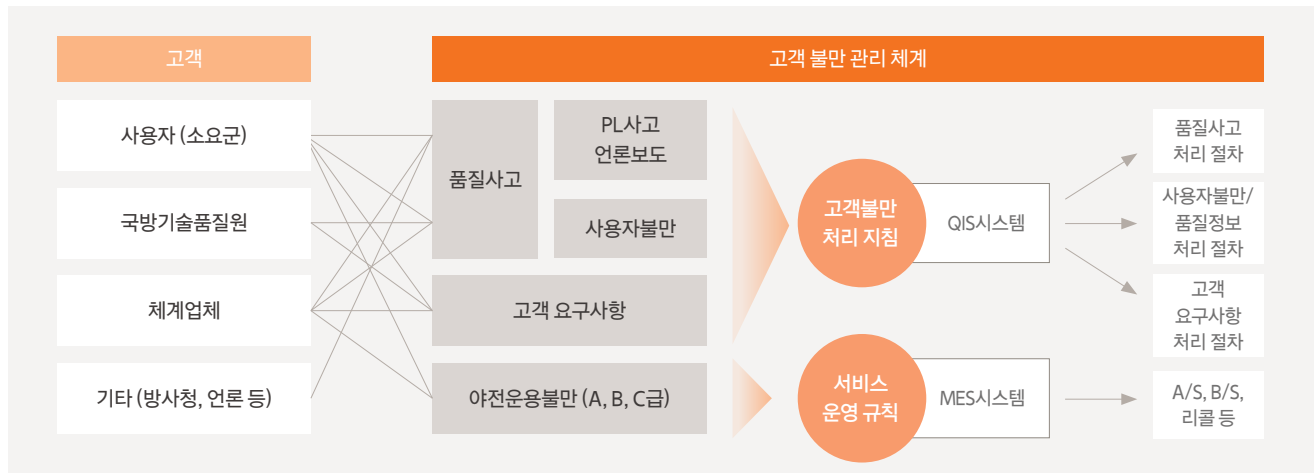 고객
고객 불만 관리 체계
사용자 (소요군)
국방기술품질원
체계업체
기타 (방사청, 언론 등)
품질사고
PL사고
언론보도
사용자불만
고객 요구사항
야전운용불만 (A, B, C급)
고객불만
처리 지침
QIS시스템
서비스
운영 규칙
MES시스템
품질사고
처리 절차
사용자불만/
품질정보
처리 절차
고객
요구사항
처리 절차
A/S, B/S,
리콜 등